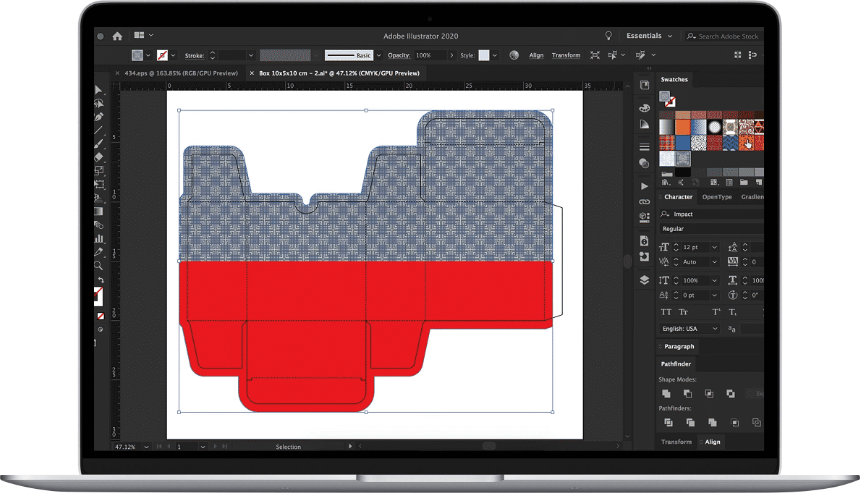 Adobe Illustrator 2020
Essentials
Search Adobe Stock
Stroke:
Basic
Opacity: 100%
Style:
Align
Transform
× 434.eps @ 163.85% (RGB/GPU Preview)
× Box 10x5x10 cm – 2.ai* @ 47.12% (CMYK/GPU Preview)
0 5 10 15 20 25 30 35
Swatches
Character
OpenType
Gradien
Impact
Regular
12 pt
Auto
0
100%
100%
0 pt
0°
English: USA
Paragraph
Pathfinder
Shape Modes:
Pathfinders:
Transform
Align
47.12%
1
Selection